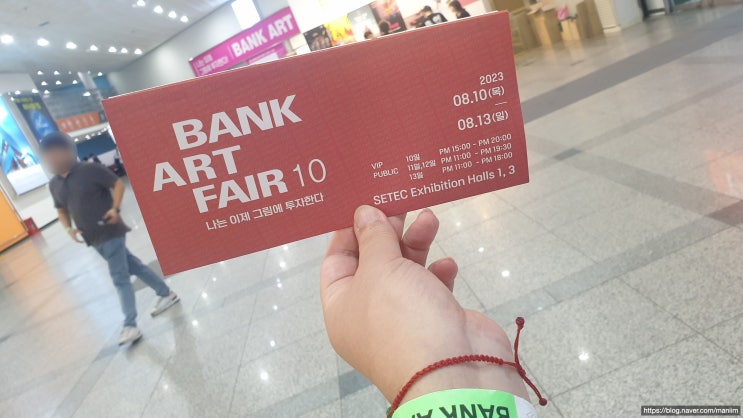 BANK ART
BANK
ART
FAIR 10
나는 이제 그림에 투자한다
2023
08.10(목)
08.13(일)
VIP 10일 PM 15:00 - PM 20:00
PUBLIC 11일,12일 PM 11:00 - PM 19:30
13일 PM 11:00 - PM 18:00
SETEC Exhibition Halls 1, 3
BANK A
https://blog.naver.com/maniiml